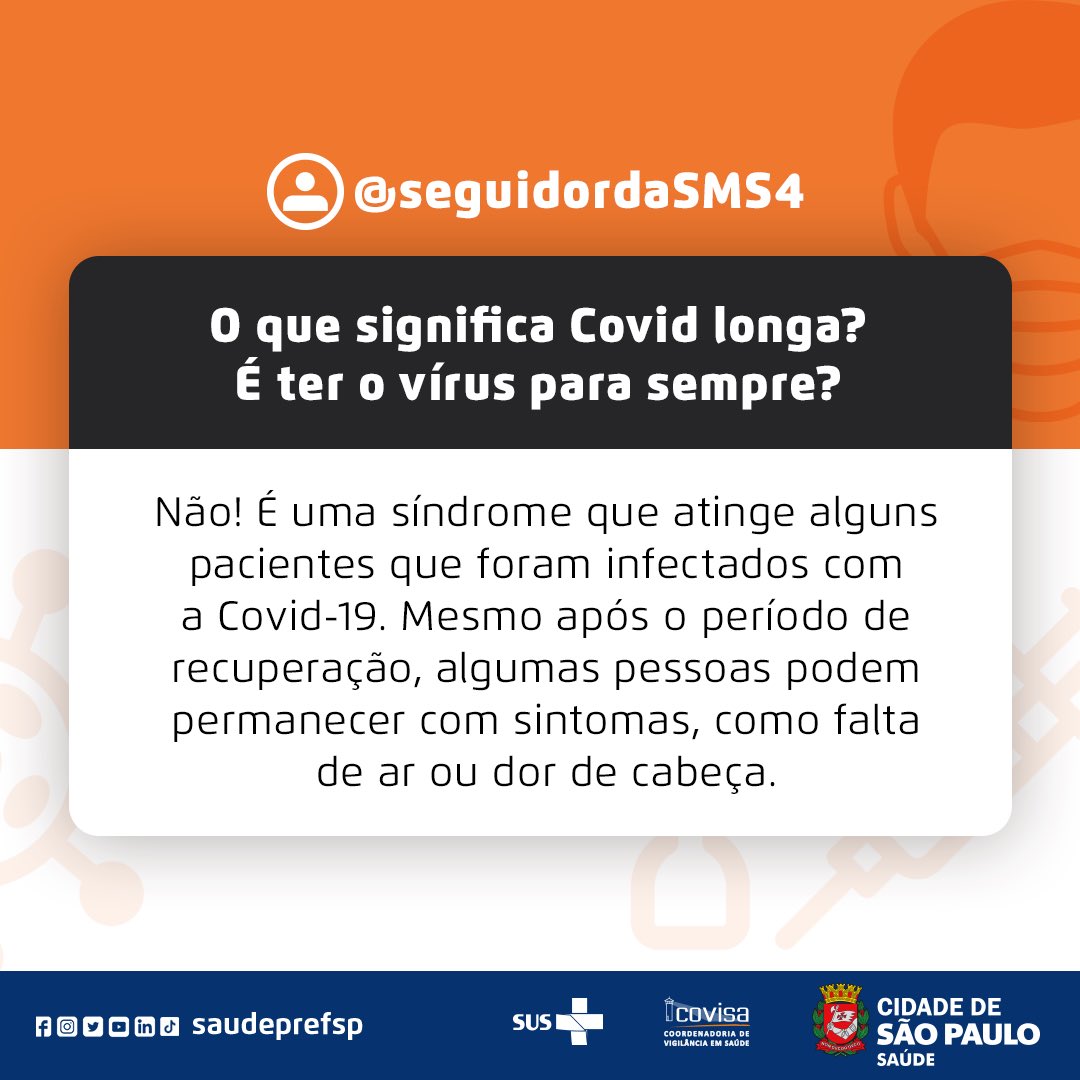 @seguidordaSMS4
O que significa Covid longa?
É ter o vírus para sempre?
Não! É uma síndrome que atinge alguns
pacientes que foram infectados com
a Covid-19. Mesmo após o período de
recuperação, algumas pessoas podem
permanecer com sintomas, como falta
de ar ou dor de cabeça.
saudeprefsp
SUS
covisa
COORDENADORIA DE
VIGILÂNCIA EM SAÚDE
CIDADE DE
SÃO PAULO
SAÚDE